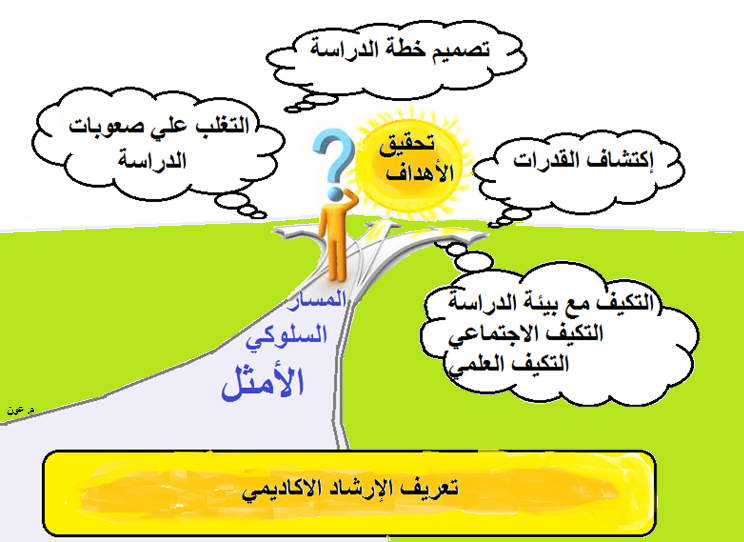 تصميم خطة الدراسة
التغلب علي صعوبات
الدراسة
تحقيق
الأهداف
إكتشاف القدرات
التكيف مع بيئة الدراسة
التكيف الاجتماعي
التكيف العلمي
المسار
السلوكي
الأمثل
م. عون
تعريف الإرشاد الاكاديمي